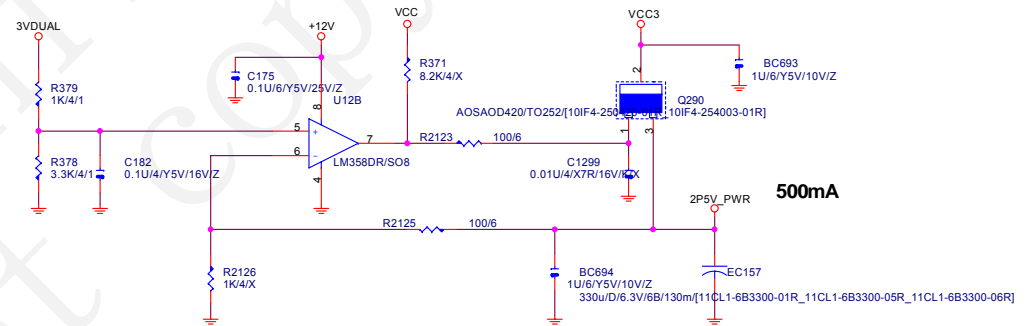 3VDUAL
+12V
VCC
VCC3
R379
1K/4/1
C175
0.1U/6/Y5V/25V/Z
R371
8.2K/4/X
BC693
1U/6/Y5V/10V/Z
U12B
8
2
Q290
AOSAOD420/TO252/[10IF4-250420-01R_10IF4-254003-01R]
5
+
7
R2123
100/6
1
3
6
LM358DR/SO8
4
R378
3.3K/4/1
C182
0.1U/4/Y5V/16V/Z
C1299
0.01U/4/X7R/16V/K/X
2P5V_PWR
500mA
R2125
100/6
R2126
1K/4/X
BC694
1U/6/Y5V/10V/Z
EC157
330u/D/6.3V/6B/130m/[11CL1-6B3300-01R_11CL1-6B3300-05R_11CL1-6B3300-06R]